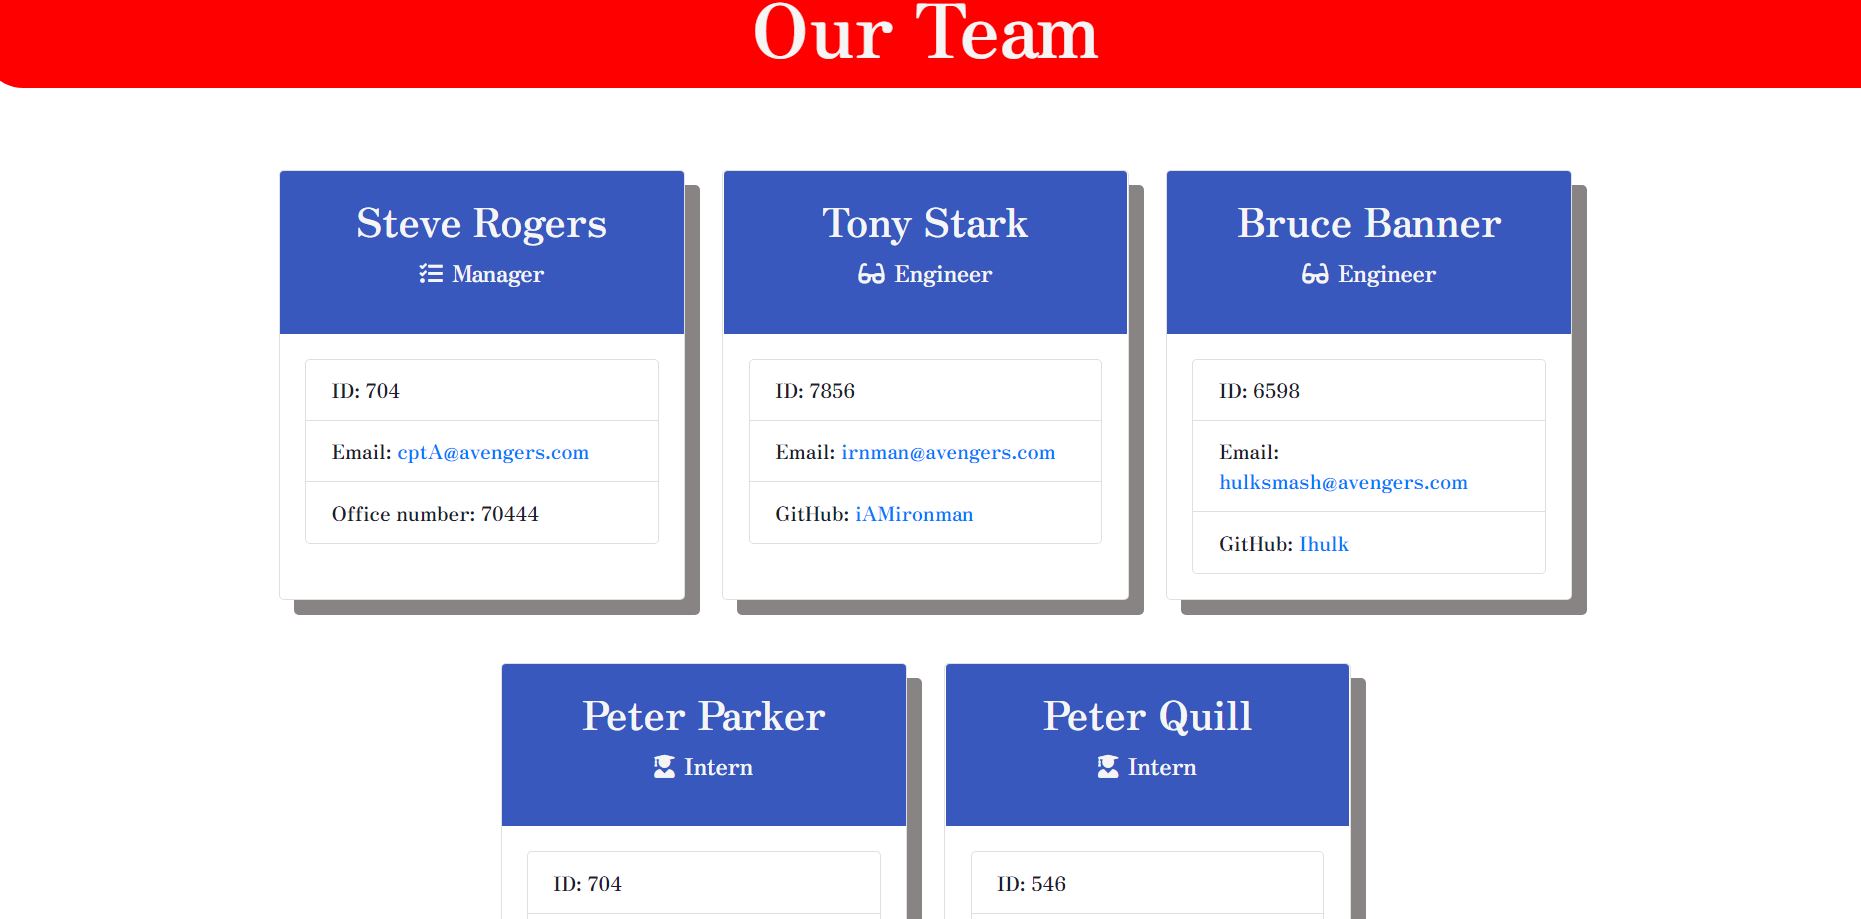 Our Team
Steve Rogers
Manager
ID: 704
Email: cptA@avengers.com
Office number: 70444
Tony Stark
Engineer
ID: 7856
Email: irnman@avengers.com
GitHub: iAMironman
Bruce Banner
Engineer
ID: 6598
Email:
hulksmash@avengers.com
GitHub: Ihulk
Peter Parker
Intern
ID: 704
Peter Quill
Intern
ID: 546